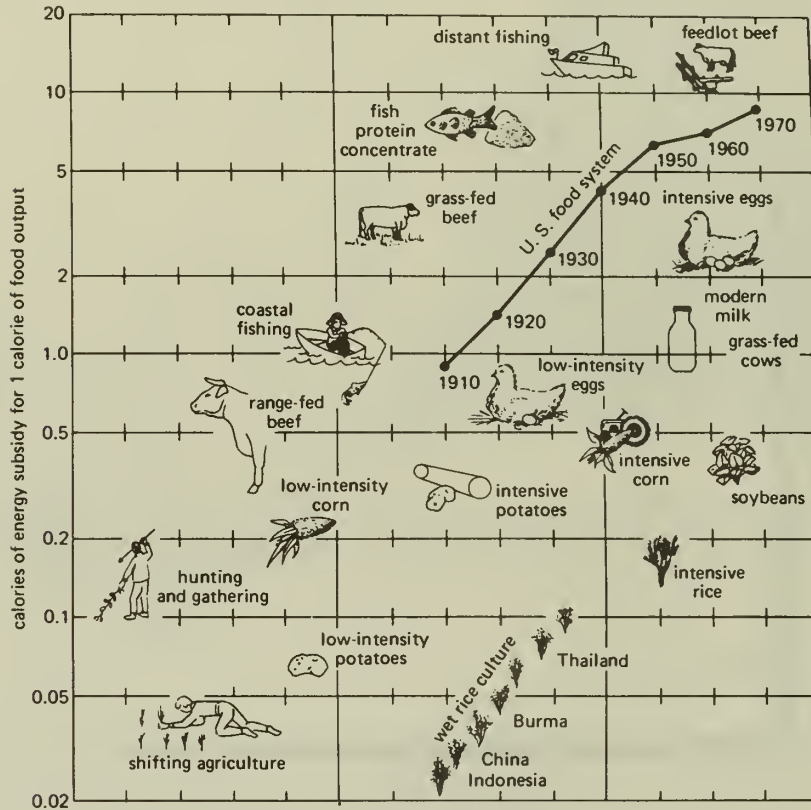 20
distant fishing
feedlot beef
10
fish
protein
concentrate
1970
1960
1950
5
grass-fed
beef
U. S. food system
1940
intensive eggs
1930
2
coastal
fishing
modern
milk
1920
grass-fed
cows
1.0
1910
low-intensity
eggs
range-fed
beef
0.5
intensive
corn
low-intensity
corn
intensive
potatoes
soybeans
0.2
hunting
and gathering
intensive
rice
0.1
low-intensity
potatoes
wet rice culture
Thailand
0.05
Burma
shifting agriculture
China
Indonesia
0.02
calories of energy subsidy for 1 calorie of food output